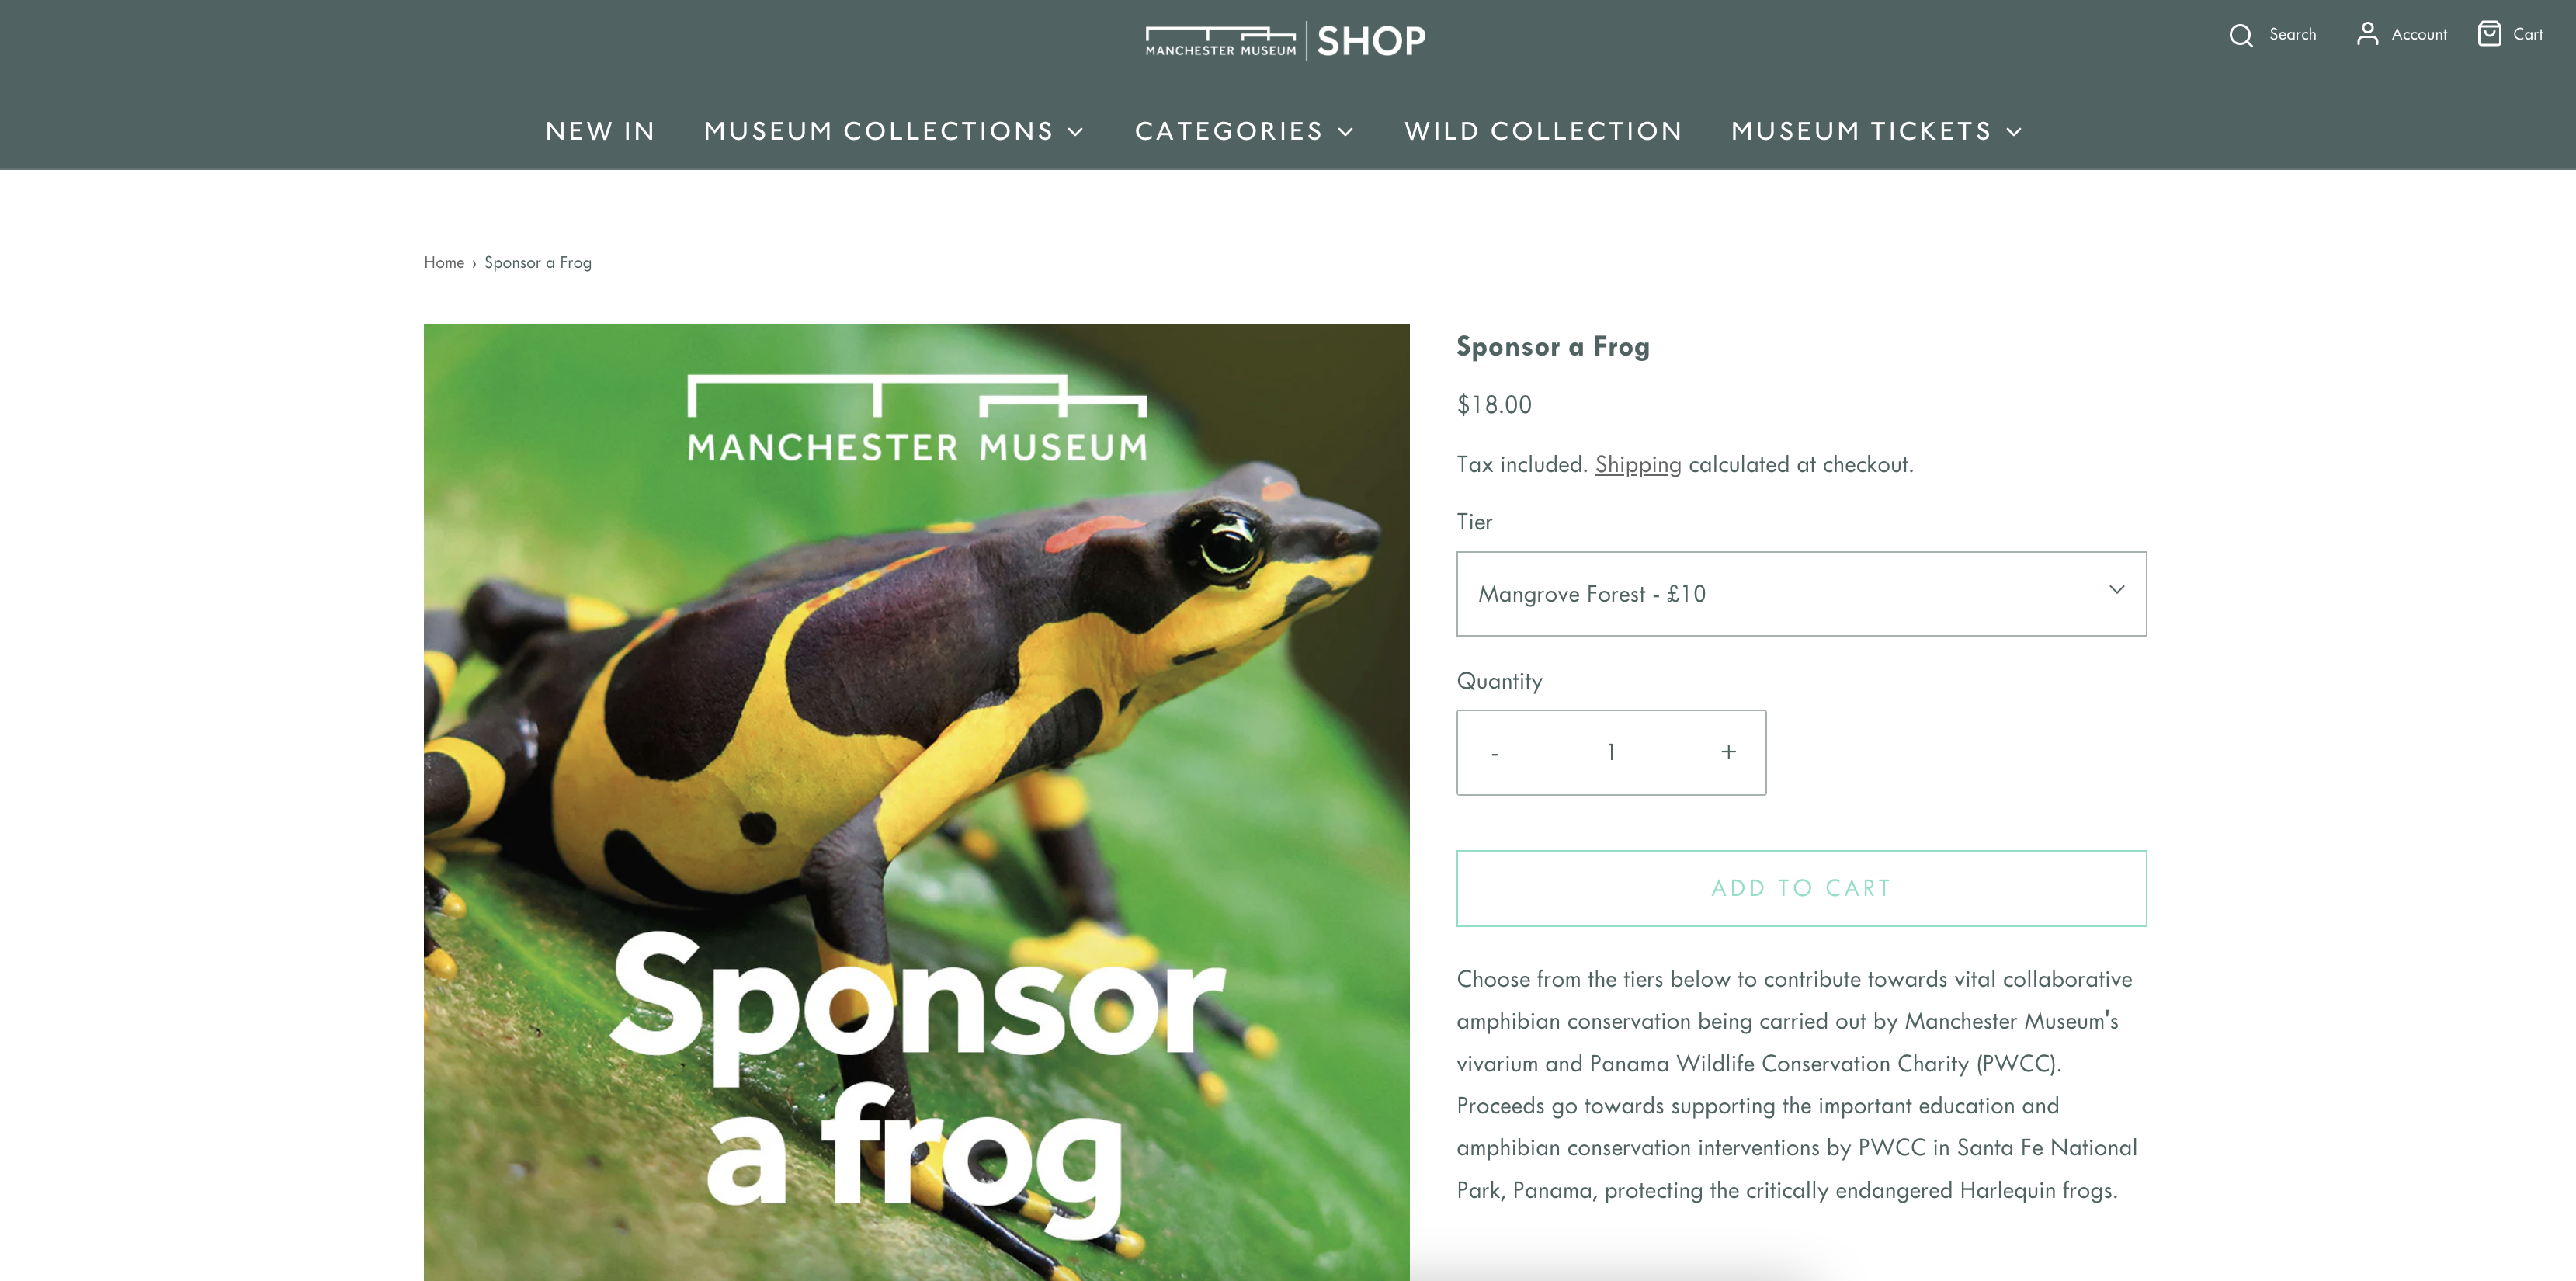 MANCHESTER MUSEUM SHOP
Search
Account
Cart
NEW IN
MUSEUM COLLECTIONS
CATEGORIES
WILD COLLECTION
MUSEUM TICKETS
Home › Sponsor a Frog
MANCHESTER MUSEUM
Sponsor
a frog
Sponsor a Frog
$18.00
Tax included. Shipping calculated at checkout.
Tier
Mangrove Forest - £10
Quantity
- 1 +
ADD TO CART
Choose from the tiers below to contribute towards vital collaborative
amphibian conservation being carried out by Manchester Museum's
vivarium and Panama Wildlife Conservation Charity (PWCC).
Proceeds go towards supporting the important education and
amphibian conservation interventions by PWCC in Santa Fe National
Park, Panama, protecting the critically endangered Harlequin frogs.